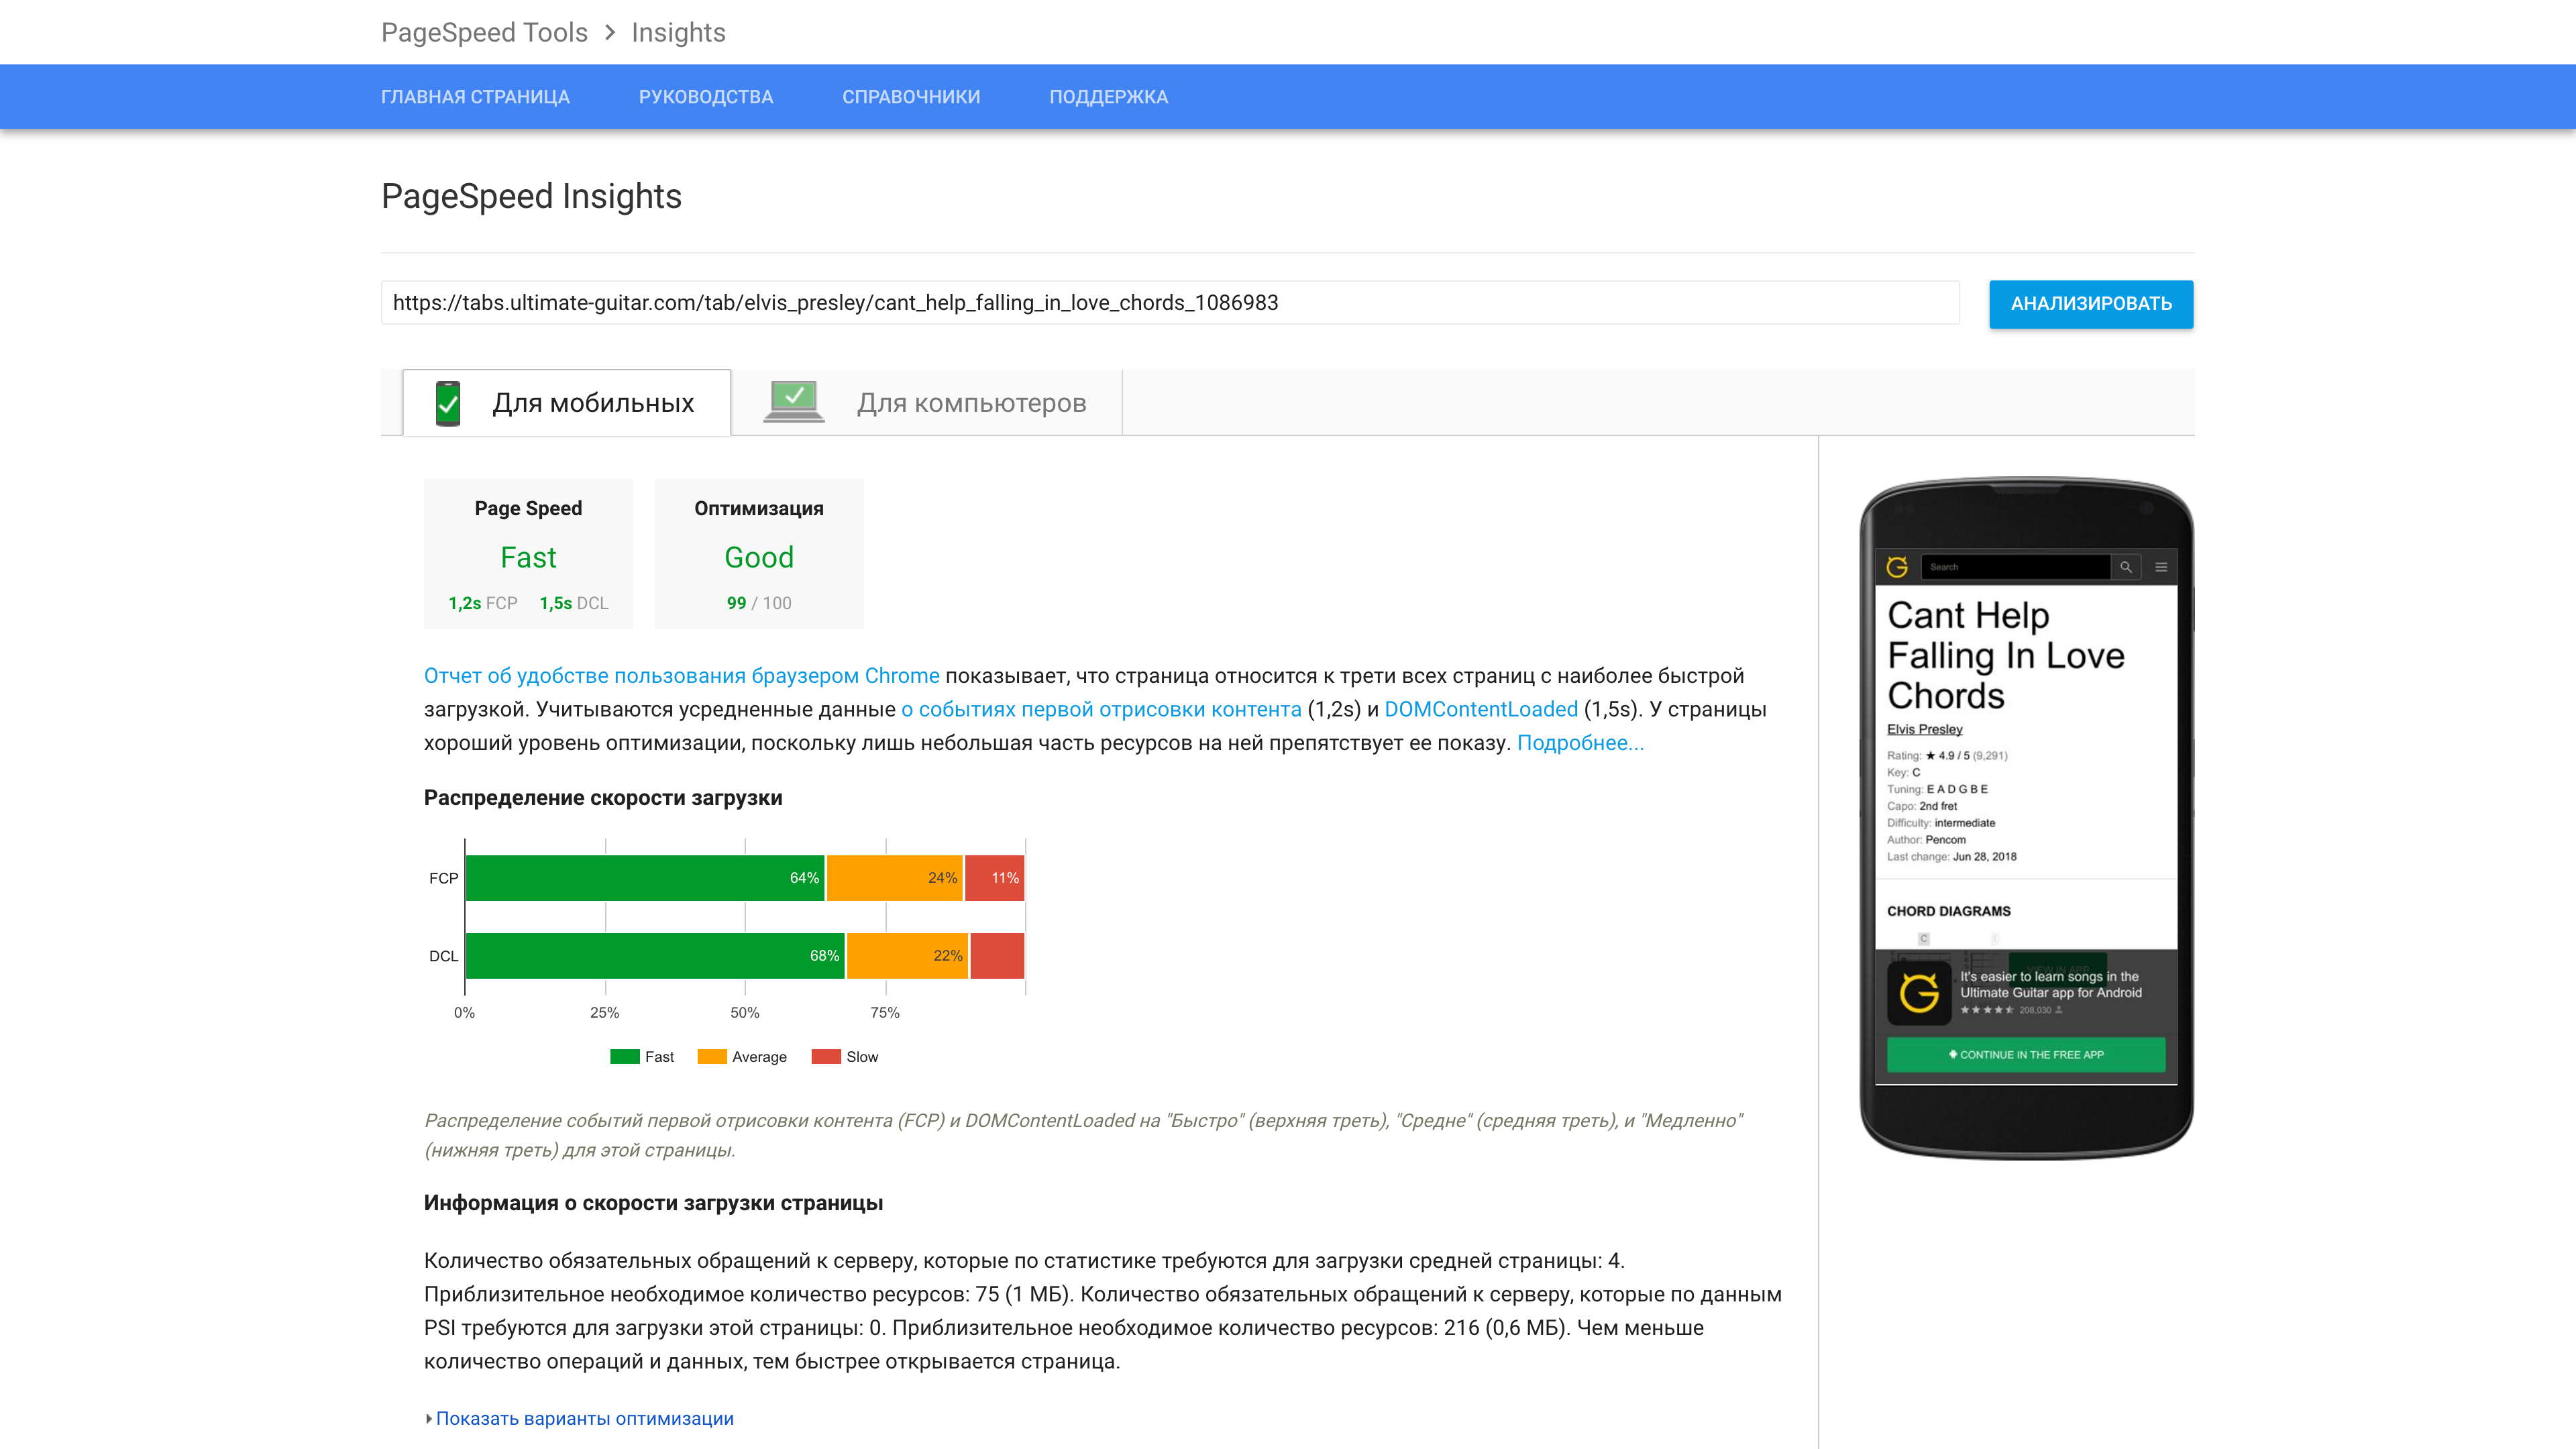 PageSpeed Tools > Insights
ГЛАВНАЯ СТРАНИЦА РУКОВОДСТВА СПРАВОЧНИКИ ПОДДЕРЖКА
PageSpeed Insights
https://tabs.ultimate-guitar.com/tab/elvis_presley/cant_help_falling_in_love_chords_1086983
АНАЛИЗИРОВАТЬ
Для мобильных Для компьютеров
Page Speed
Fast
1,2s FCP 1,5s DCL
Оптимизация
Good
99 / 100
Отчет об удобстве пользования браузером Chrome показывает, что страница относится к трети всех страниц с наиболее быстрой
загрузкой. Учитываются усредненные данные о событиях первой отрисовки контента (1,2s) и DOMContentLoaded (1,5s). У страницы
хороший уровень оптимизации, поскольку лишь небольшая часть ресурсов на ней препятствует ее показу. Подробнее...
Распределение скорости загрузки
FCP 64% 24% 11%
DCL 68% 22%
0% 25% 50% 75%
Fast Average Slow
Распределение событий первой отрисовки контента (FCP) и DOMContentLoaded на "Быстро" (верхняя треть), "Средне" (средняя треть), и "Медленно"
(нижняя треть) для этой страницы.
Информация о скорости загрузки страницы
Количество обязательных обращений к серверу, которые по статистике требуются для загрузки средней страницы: 4.
Приблизительное необходимое количество ресурсов: 75 (1 МБ). Количество обязательных обращений к серверу, которые по данным
PSI требуются для загрузки этой страницы: 0. Приблизительное необходимое количество ресурсов: 216 (0,6 МБ). Чем меньше
количество операций и данных, тем быстрее открывается страница.
Показать варианты оптимизации
Search
Cant Help
Falling In Love
Chords
Elvis Presley
Rating: ★ 4.9 / 5 (9,291)
Key: C
Tuning: E A D G B E
Capo: 2nd fret
Difficulty: intermediate
Author: Pencom
Last change: Jun 28, 2018
CHORD DIAGRAMS
C
It's easier to learn songs in the
Ultimate Guitar app for Android
208,030
CONTINUE IN THE FREE APP